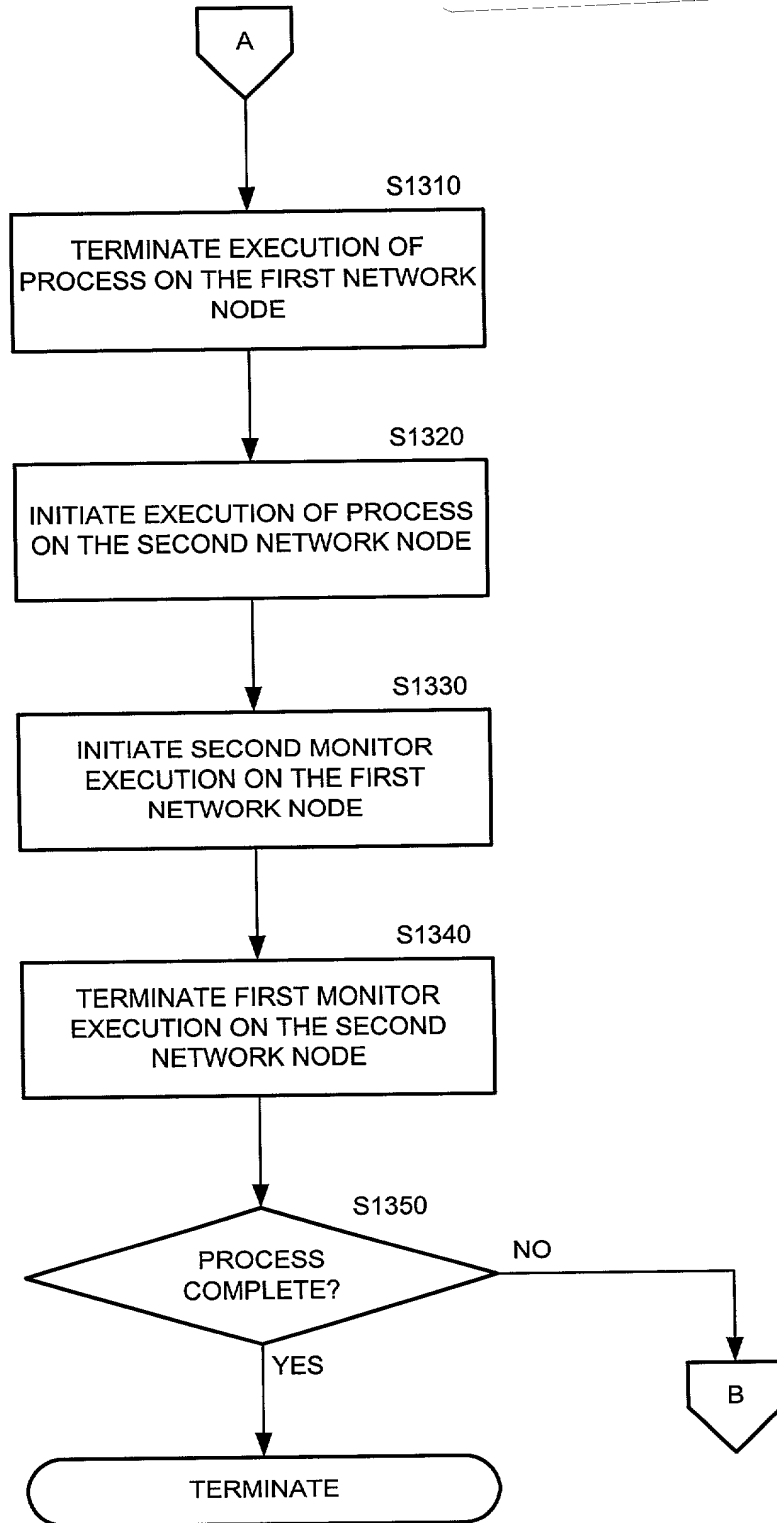 A
S1310
TERMINATE EXECUTION OF
PROCESS ON THE FIRST NETWORK
NODE
S1320
INITIATE EXECUTION OF PROCESS
ON THE SECOND NETWORK NODE
S1330
INITIATE SECOND MONITOR
EXECUTION ON THE FIRST
NETWORK NODE
S1340
TERMINATE FIRST MONITOR
EXECUTION ON THE SECOND
NETWORK NODE
S1350
PROCESS
COMPLETE?
NO
YES
B
TERMINATE